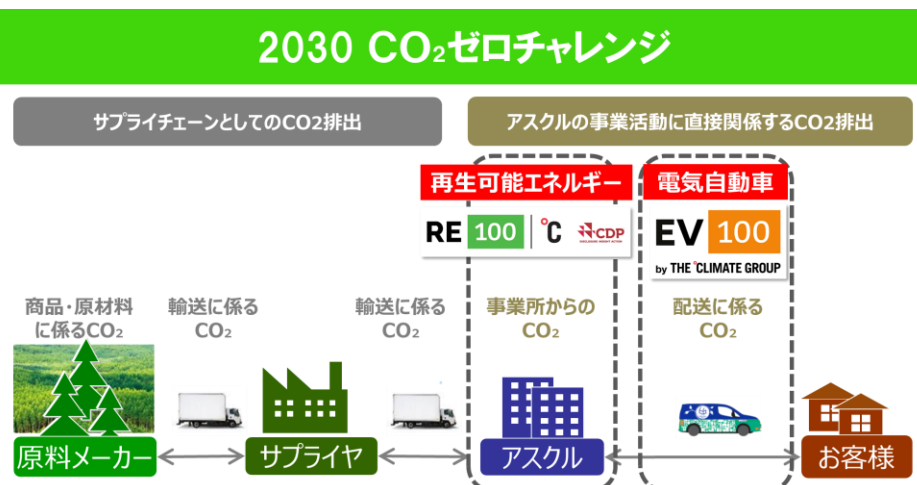 2030 CO₂ゼロチャレンジ
サプライチェーンとしてのCO2排出
アスクルの事業活動に直接関係するCO2排出
再生可能エネルギー
RE 100 °C CDP
電気自動車
EV 100
by THE °CLIMATE GROUP
商品・原材料
に係るCO₂
輸送に係る
CO₂
輸送に係る
CO₂
事業所からの
CO₂
配送に係る
CO₂
原料メーカー
サプライヤ
アスクル
お客様